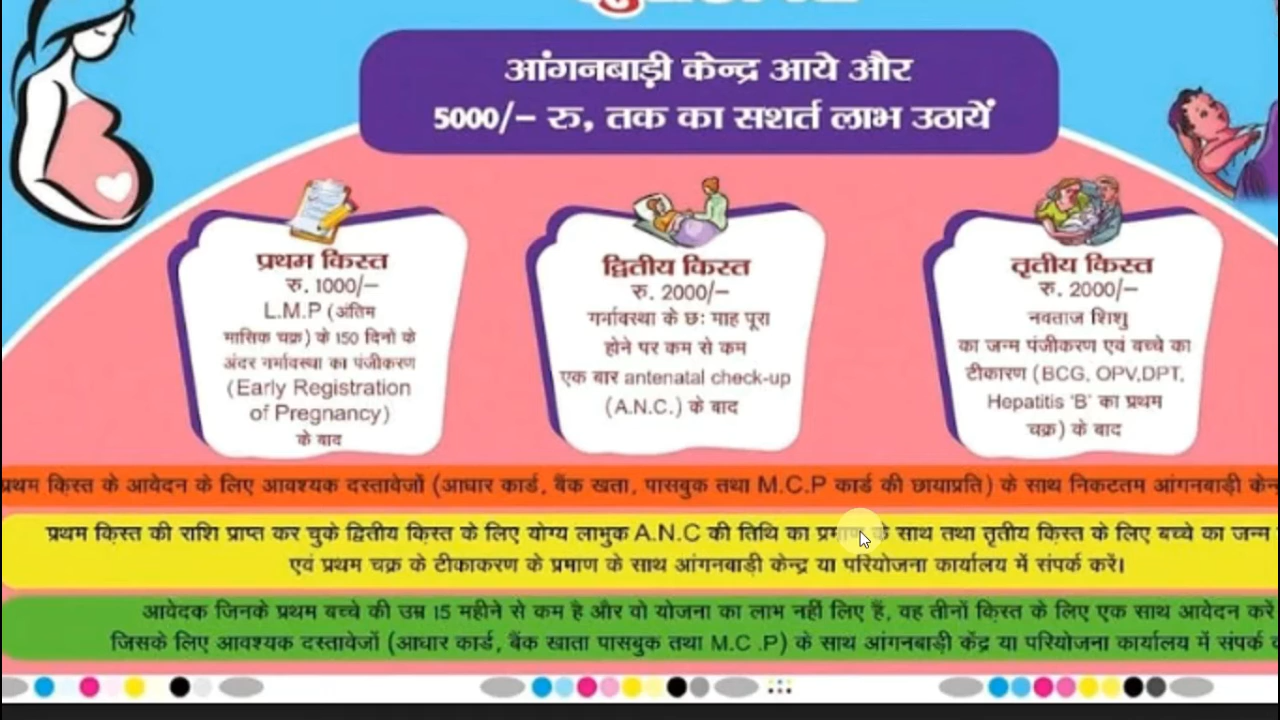 आंगनबाड़ी केन्द्र आये और
5000/- रु, तक का सशर्त लाभ उठायें
प्रथम किस्त
रु. 1000/-
L.M.P (अंतिम
मासिक चक्र) के 150 दिनो के
अंदर गर्भावस्था का पंजीकरण
(Early Registration
of Pregnancy)
के बाद
द्वितीय किस्त
रु. 2000/-
गर्भावस्था के छः माह पूरा
होने पर कम से कम
एक बार antenatal check-up
(A.N.C.) के बाद
तृतीय किस्त
रु. 2000/-
नवताज शिशु
का जन्म पंजीकरण एवं बच्चे का
टीकारण (BCG, OPV,DPT,
Hepatitis 'B' का प्रथम
चक्र) के बाद
प्रथम किस्त के आवेदन के लिए आवश्यक दस्तावेजों (आधार कार्ड, बैंक खता, पासबुक तथा M.C.P कार्ड की छायाप्रति) के साथ निकटतम आंगनबाड़ी
प्रथम किस्त की राशि प्राप्त कर चुके द्वितीय किस्त के लिए योग्य लाभुक A.N.C की तिथि का प्रमाण के साथ तथा तृतीय किस्त के लिए बच्चे का जन्म
एवं प्रथम चक्र के टीकाकरण के प्रमाण के साथ आंगनबाड़ी केन्द्र या परियोजना कार्यालय में संपर्क करें।
आवेदक जिनके प्रथम बच्चे की उम्र 15 महीने से कम है और वो योजना का लाभ नहीं लिए हैं, वह तीनों किस्त के लिए एक साथ आवेदन करें
जिसके लिए आवश्यक दस्तावेजों (आधार कार्ड, बैंक खाता पासबुक तथा M.C .P) के साथ आंगनबाड़ी केंद्र या परियोजना कार्यालय में संपर्क